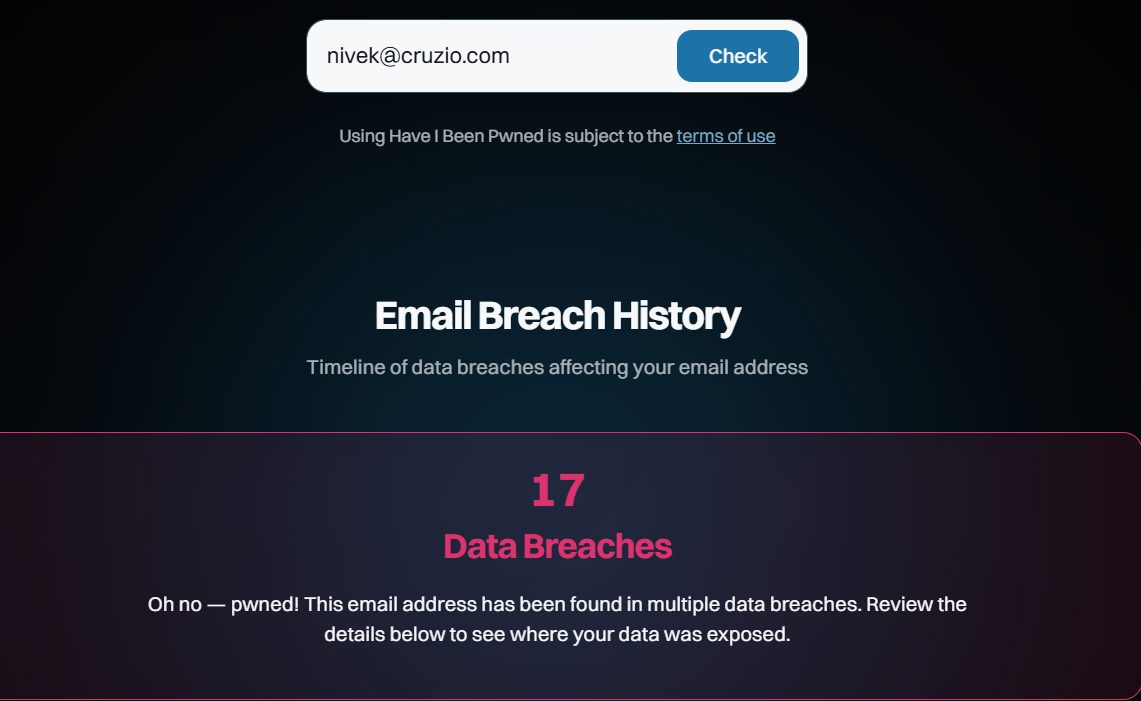 nivek@cruzio.com
Check
Using Have I Been Pwned is subject to the terms of use
Email Breach History
Timeline of data breaches affecting your email address
17
Data Breaches
Oh no — pwned! This email address has been found in multiple data breaches. Review the
details below to see where your data was exposed.